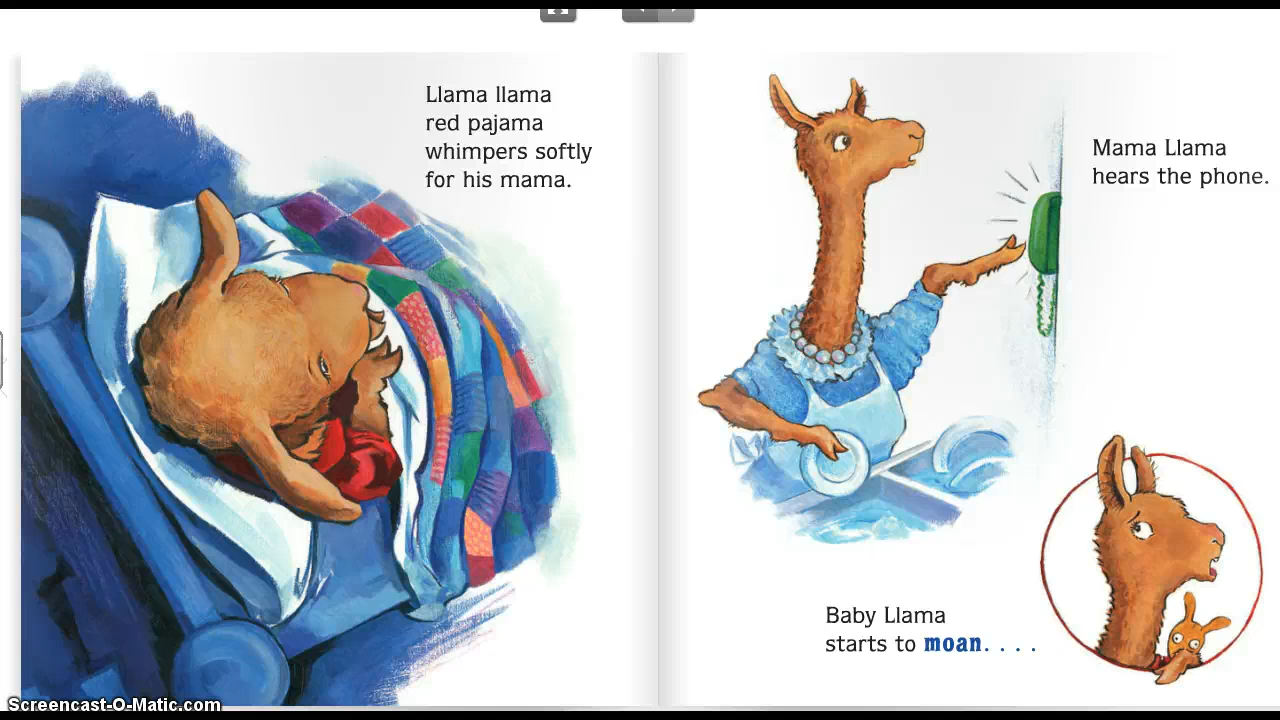 Llama llama
red pajama
whimpers softly
for his mama.
Mama Llama
hears the phone.
Baby Llama
starts to moan. . . .
Screencast-O-Matic.com